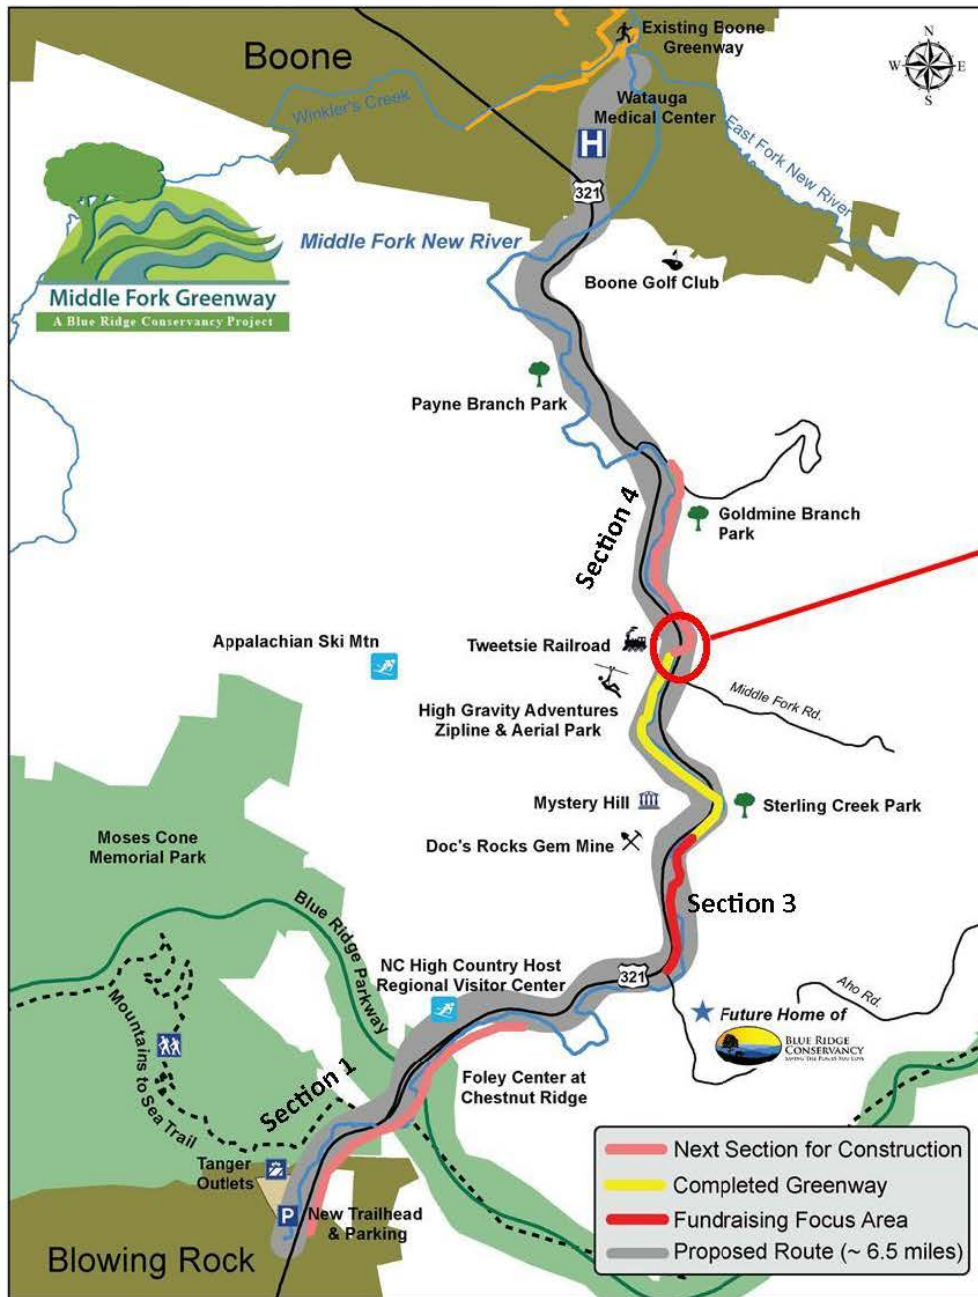 Existing Boone
Greenway
N
W
E
S
Boone
Winkler's Creek
Watauga
Medical Center
H
East Fork New River
321
Middle Fork New River
Boone Golf Club
Middle Fork Greenway
A Blue Ridge Conservancy Project
Payne Branch Park
Section 4
Goldmine Branch
Park
Appalachian Ski Mtn
Tweetsie Railroad
Middle Fork Rd.
High Gravity Adventures
Zipline & Aerial Park
Mystery Hill
Sterling Creek Park
Doc's Rocks Gem Mine
Moses Cone
Memorial Park
Section 3
Blue Ridge Parkway
NC High Country Host
Regional Visitor Center
321
Aho Rd.
Future Home of
BLUE RIDGE
CONSERVANCY
SAVING THE PLACES YOU LOVE
Mountains to Sea Trail
Section 1
Foley Center at
Chestnut Ridge
Tanger
Outlets
P
New Trailhead
& Parking
Blowing Rock
Next Section for Construction
Completed Greenway
Fundraising Focus Area
Proposed Route (~ 6.5 miles)